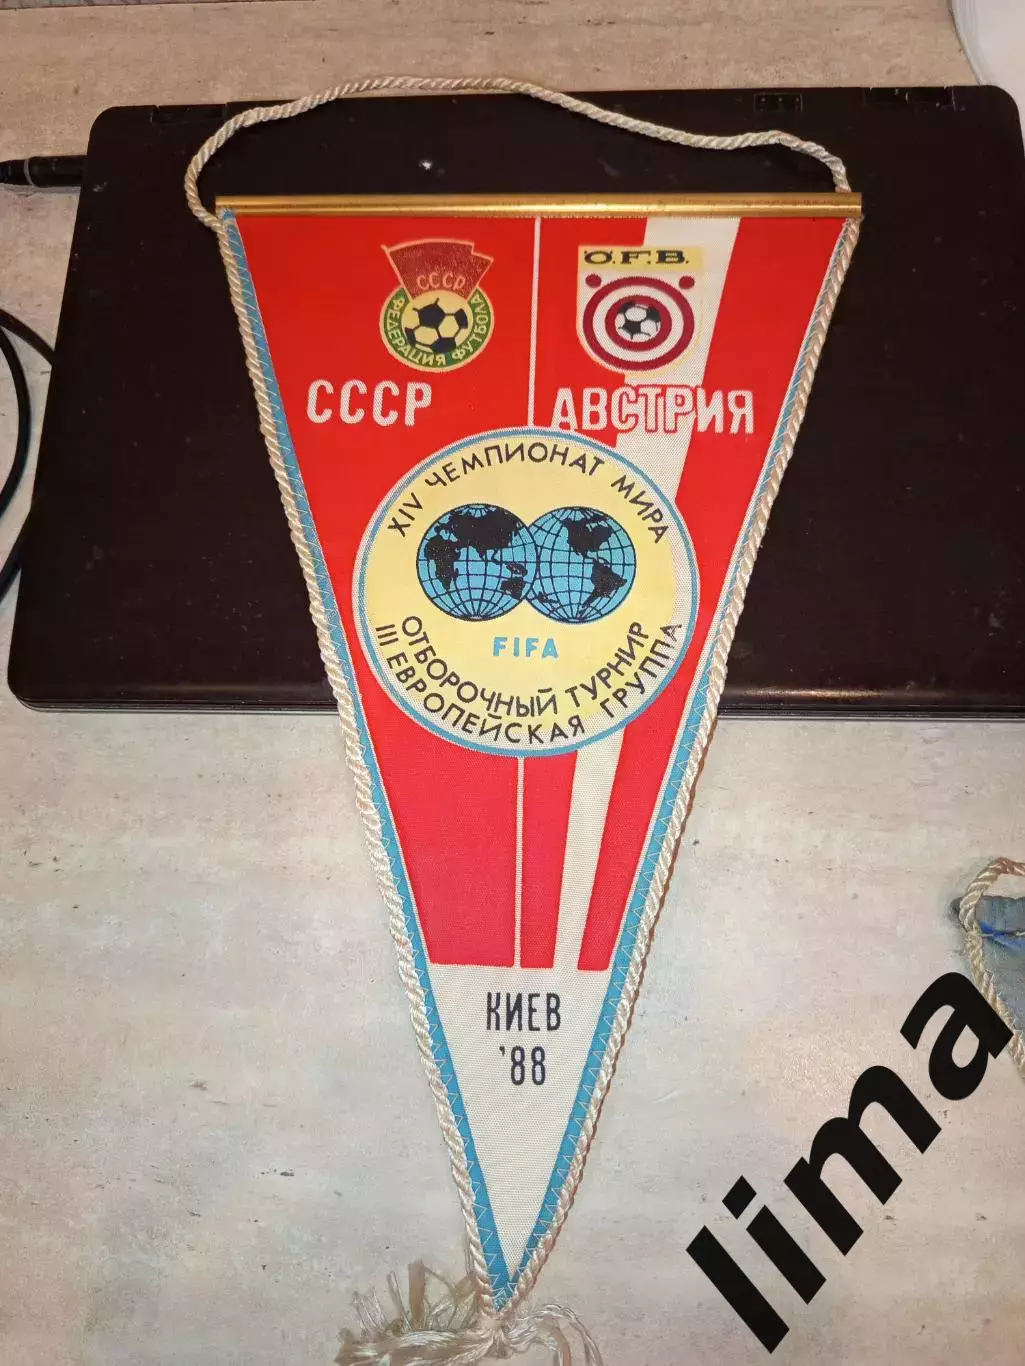 СССР
ФЕДЕРАЦИЯ ФУТБОЛА
Ö.F.B.
СССР
АВСТРИЯ
XIV ЧЕМПИОНАТ МИРА
FIFA
ОТБОРОЧНЫЙ ТУРНИР
III ЕВРОПЕЙСКАЯ ГРУППА
КИЕВ
'88
lima